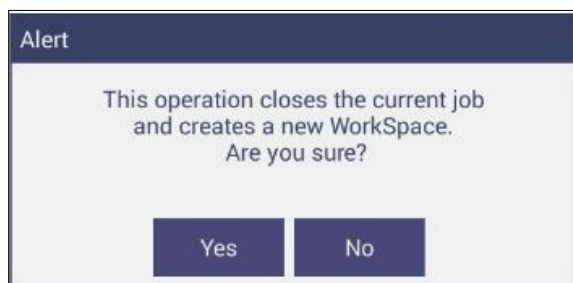 Alert
This operation closes the current job
and creates a new WorkSpace.
Are you sure?
Yes No